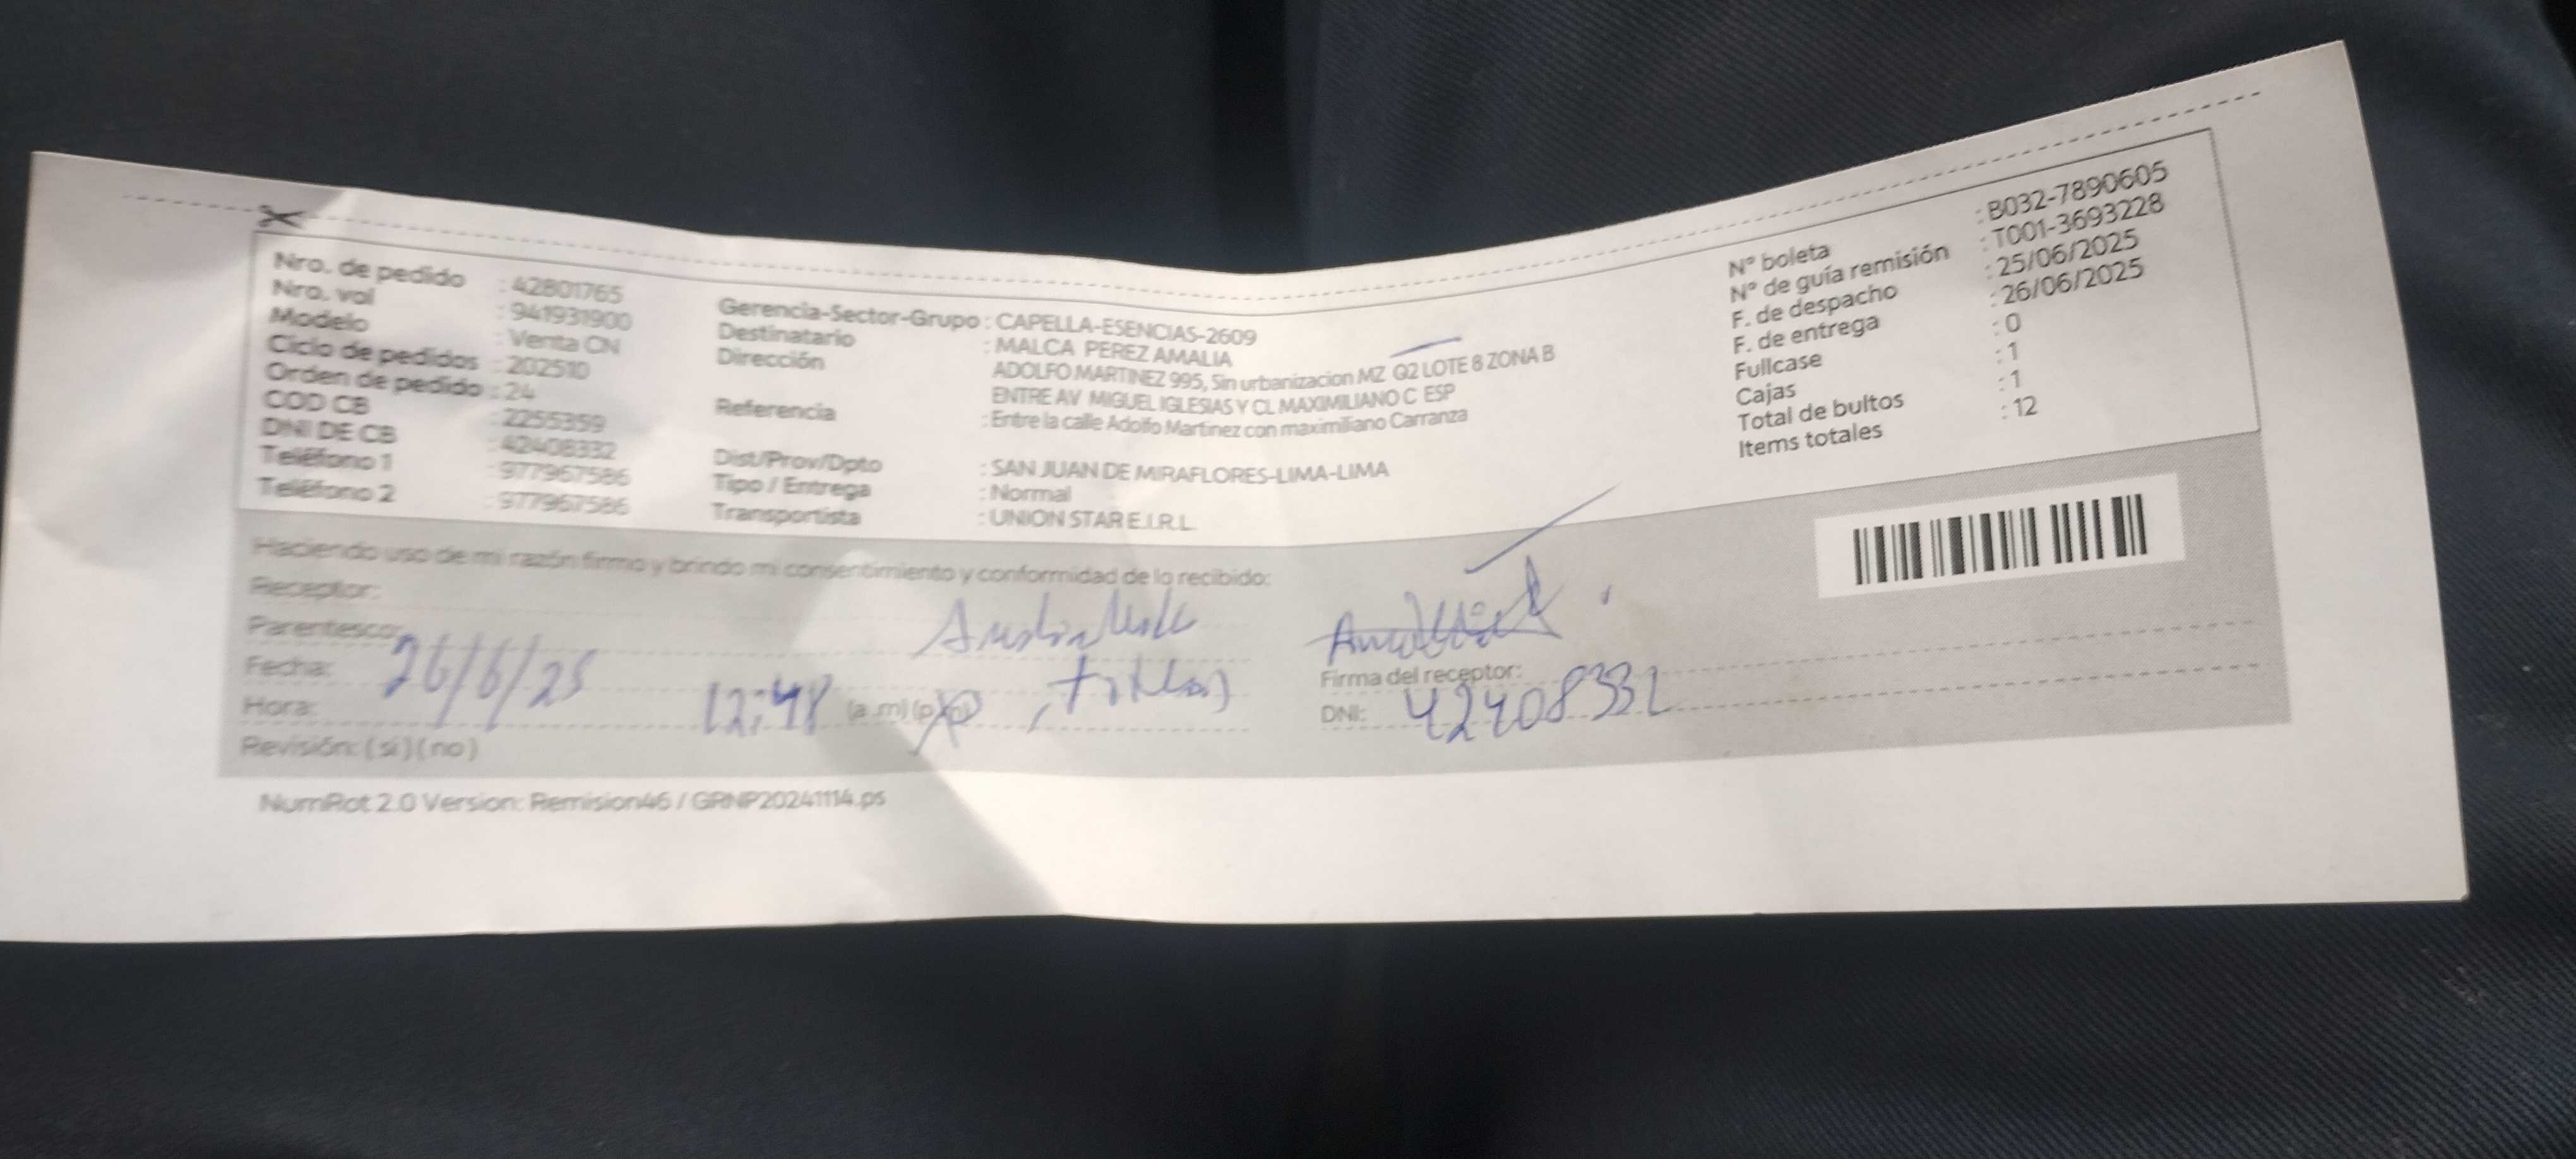 Nro. de pedido : 42801765
Nro. val : 941931900
Modelo : Venta CN
Ciclo de pedidos : 202510
Orden de pedido : 24
COD CB : 2255359
DNI DE CB : 42408332
Teléfono 1 : 977967586
Teléfono 2 : 977967586
Gerencia-Sector-Grupo : CAPELLA-ESENCIAS-2609
Destinatario : MALCA PEREZ AMALIA
Dirección ADOLFO MARTINEZ 995, Sin urbanizacion MZ Q2 LOTE 8 ZONA B
ENTRE AV MIGUEL IGLESIAS Y CL MAXIMILIANO C ESP
Referencia : Entre la calle Adolfo Martinez con maximiliano Carranza
Dist/Prov/Dpto : SAN JUAN DE MIRAFLORES-LIMA-LIMA
Tipo / Entrega : Normal
Transportista : UNION STAR E.I.R.L.
N° boleta : B032-7890605
N° de guía remisión : T001-3693228
F. de despacho : 25/06/2025
F. de entrega : 26/06/2025
Fullcase : 0
Cajas : 1
Total de bultos : 1
Items totales : 12
Haciendo uso de mi razón firmo y brindo mi consentimiento y conformidad de lo recibido:
Receptor:
Parentesco:
Fecha: 26/6/25
Hora: 12:48 (a .m) (p
Revisión: ( si ) ( no )
Firma del receptor:
DNI: 42408332
NumRot 2.0 Version: Remision46 / GRNP20241114.ps